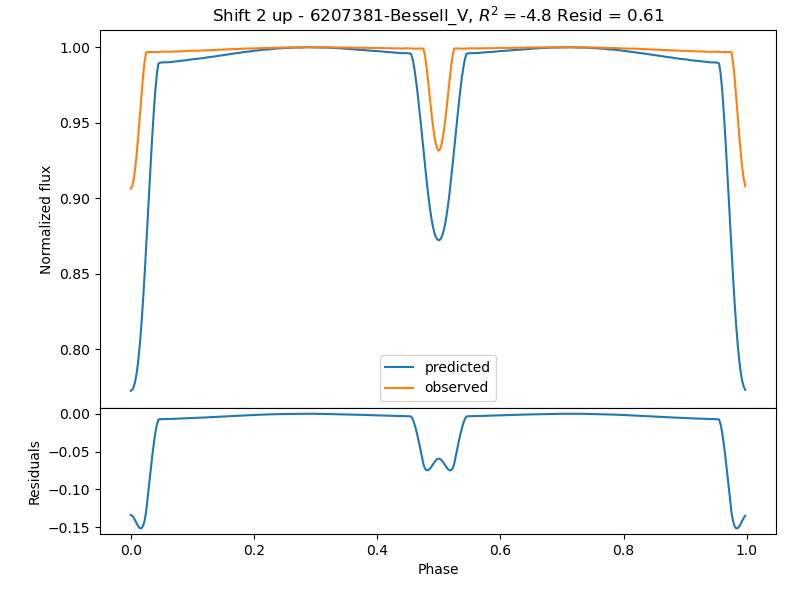 Shift 2 up - 6207381-Bessell_V, R² = -4.8 Resid = 0.61
1.00
0.95
0.90
0.85
0.80
Normalized flux
predicted
observed
0.00
−0.05
−0.10
−0.15
Residuals
0.0 0.2 0.4 0.6 0.8 1.0
Phase